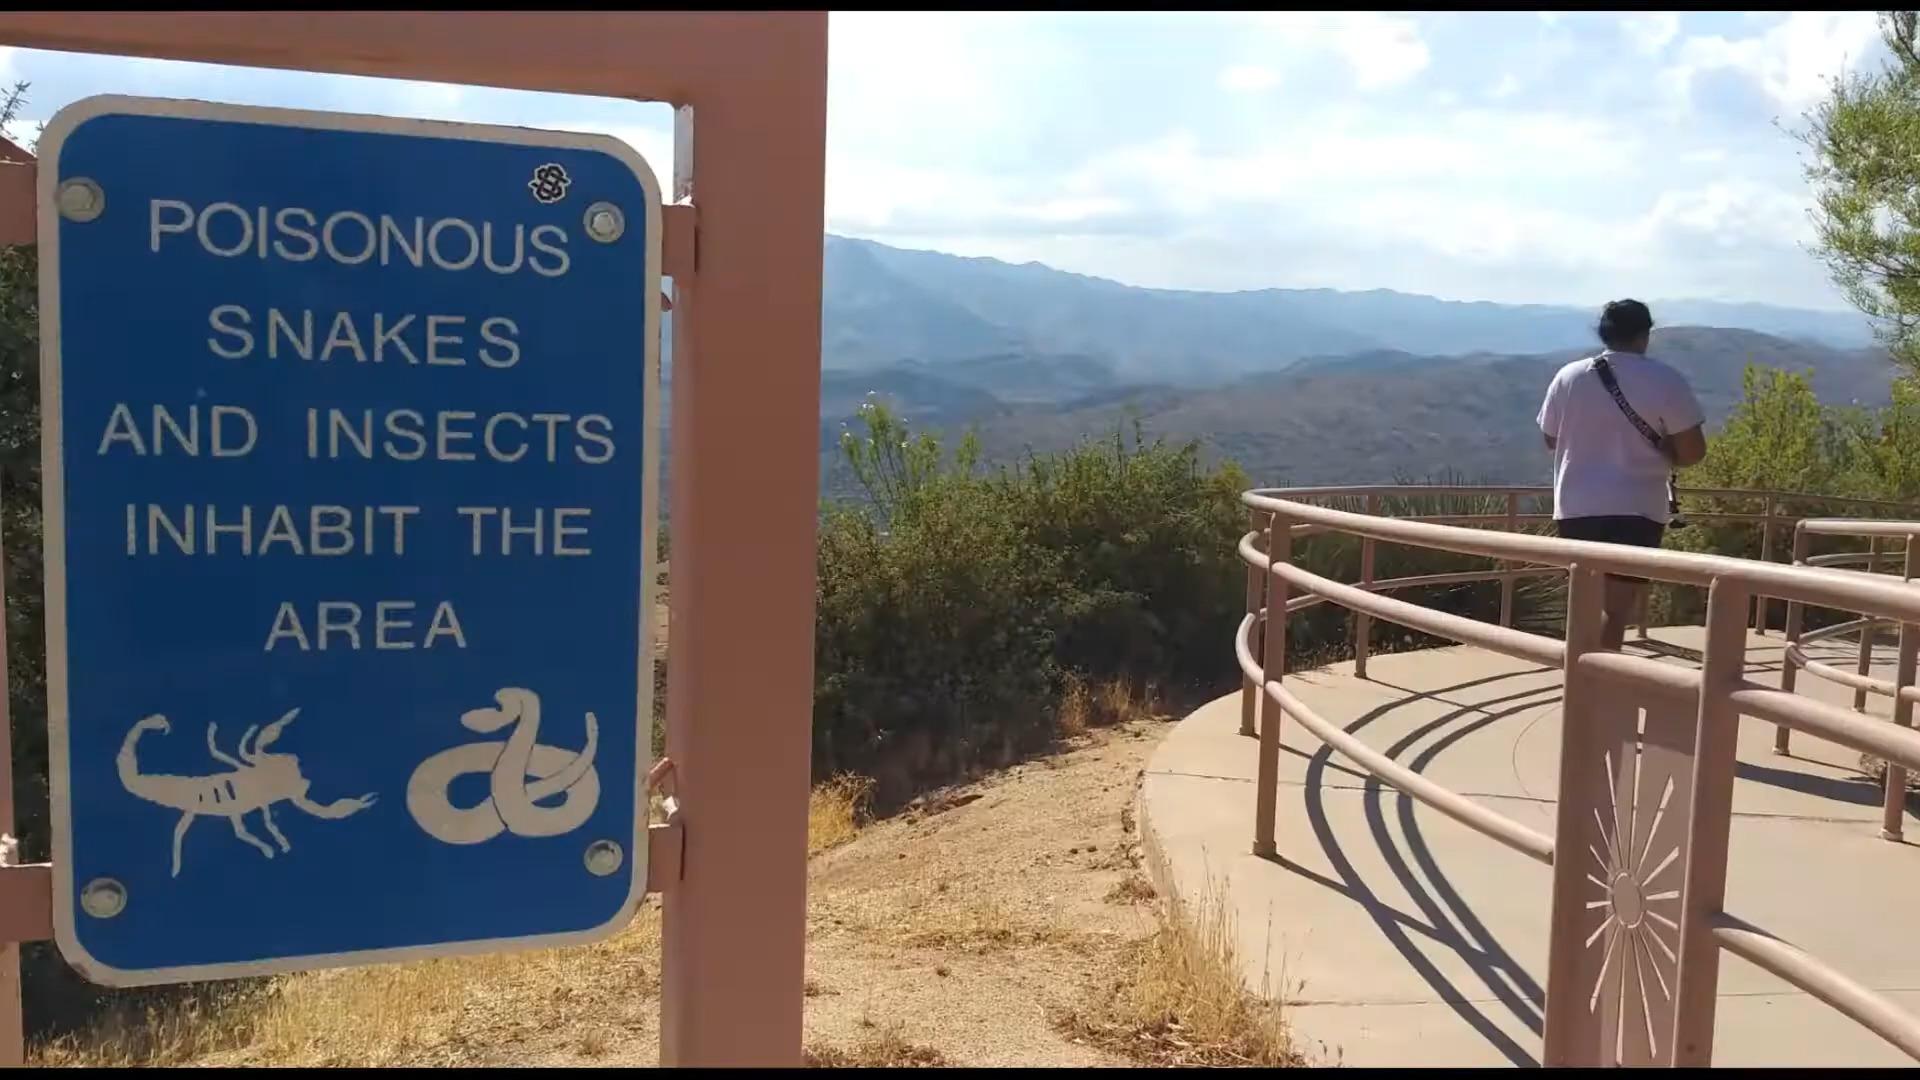 POISONOUS
SNAKES
AND INSECTS
INHABIT THE
AREA